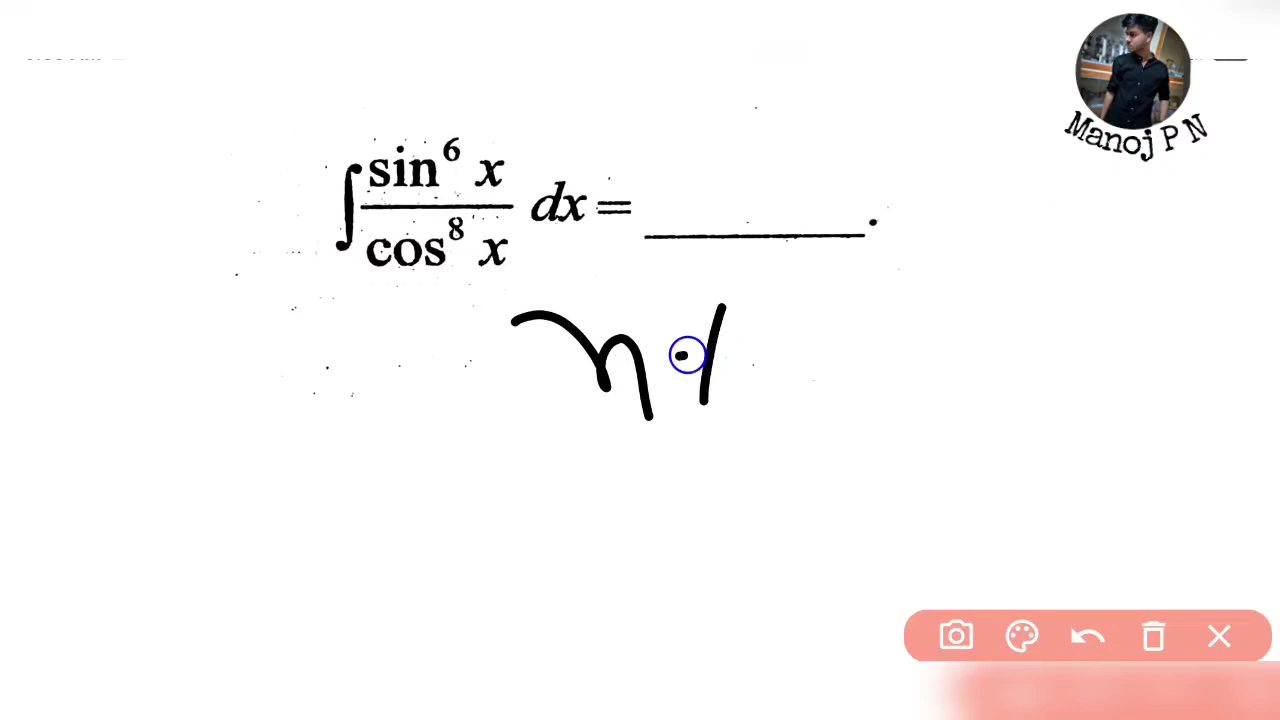 Manoj P N
∫ sin⁶ x / cos⁸ x dx = ________.